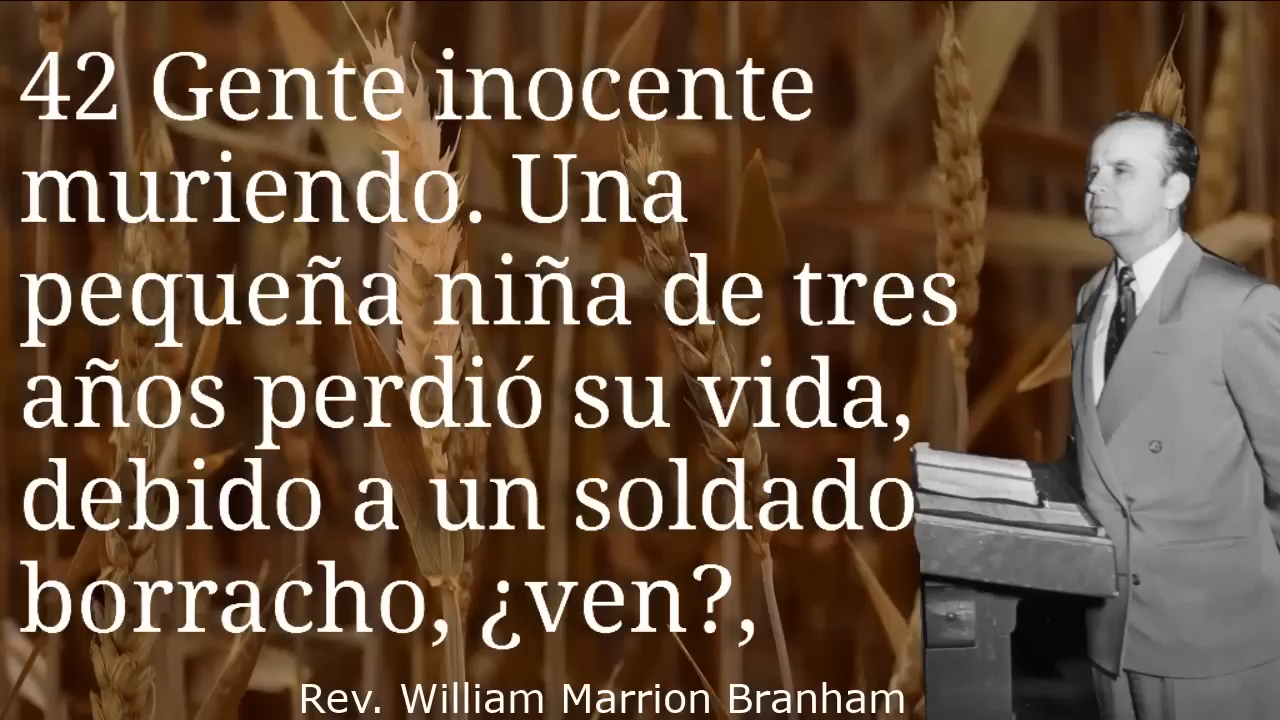 42 Gente inocente
muriendo. Una
pequeña niña de tres
años perdió su vida,
debido a un soldado
borracho, ¿ven?,
Rev. William Marrion Branham